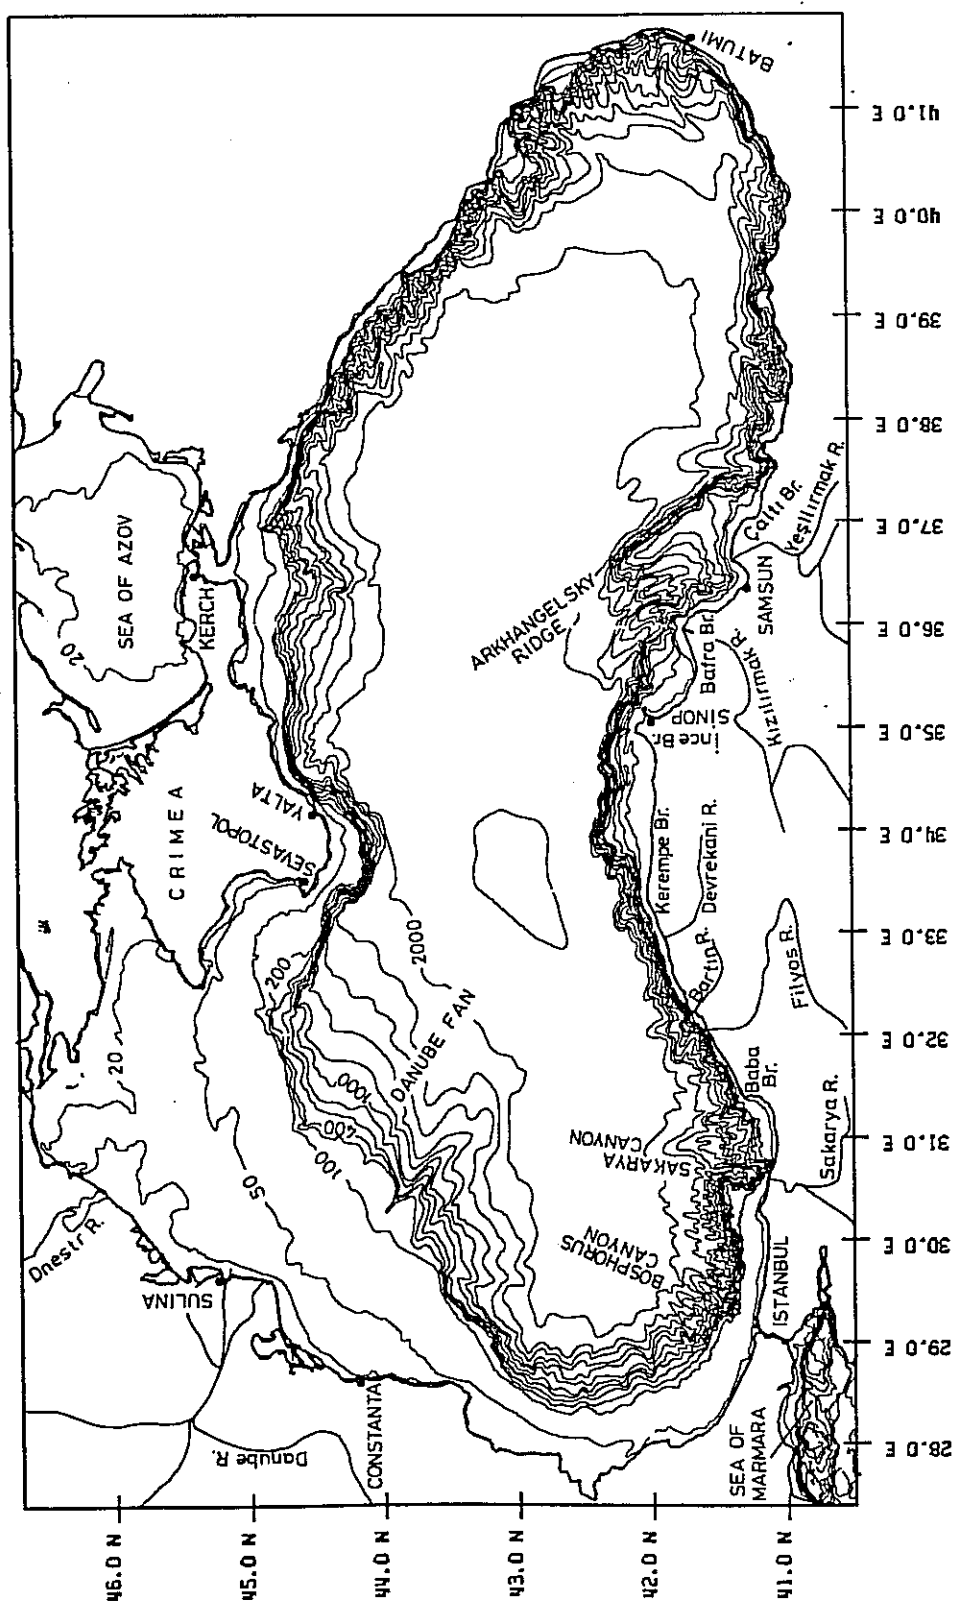 46.0 N
45.0 N
44.0 N
43.0 N
42.0 N
41.0 N
28.0 E
29.0 E
30.0 E
31.0 E
32.0 E
33.0 E
34.0 E
35.0 E
36.0 E
37.0 E
38.0 E
39.0 E
40.0 E
41.0 E
Dnestr R.
SULINA
Danube R.
CONSTANTA
20
50
100
200
400
1000
2000
CRIMEA
SEVASTOPOL
YALTA
KERCH
SEA OF AZOV
20
DANUBE FAN
BOSPHORUS
CANYON
SAKARYA
CANYON
ARKHANGELSKY
RIDGE
BATUMI
SEA OF
MARMARA
İSTANBUL
Sakarya R.
Baba
Br.
Filyos R.
Bartın R.
Devrekani R.
Kerempe Br.
İnce Br.
SİNOP
Kızılırmak R.
Bafra Br.
SAMSUN
Çaltı Br.
Yeşilırmak R.